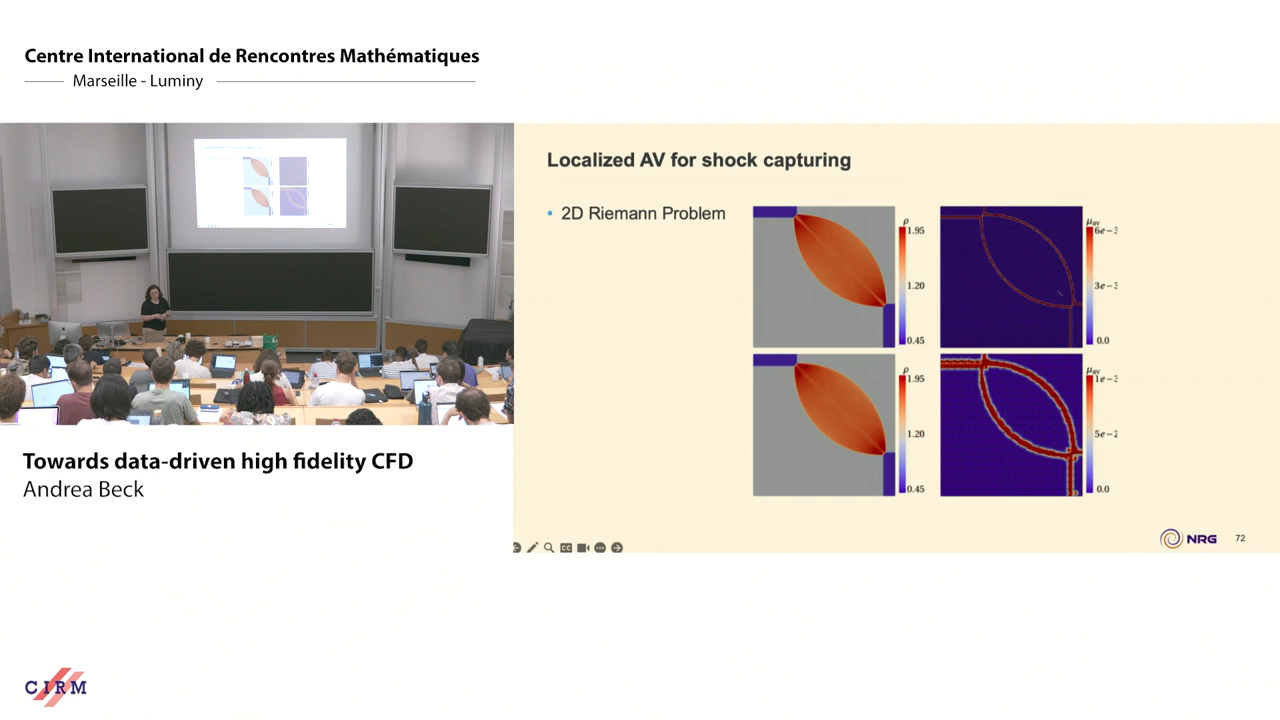 Centre International de Rencontres Mathématiques
Marseille - Luminy
Localized AV for shock capturing
• 2D Riemann Problem
ρ
1.95
1.20
0.45
μav
6e−3
3e−3
0.0
ρ
1.95
1.20
0.45
μav
1e−3
5e−2
0.0
Towards data-driven high fidelity CFD
Andrea Beck
NRG
72
CIRM